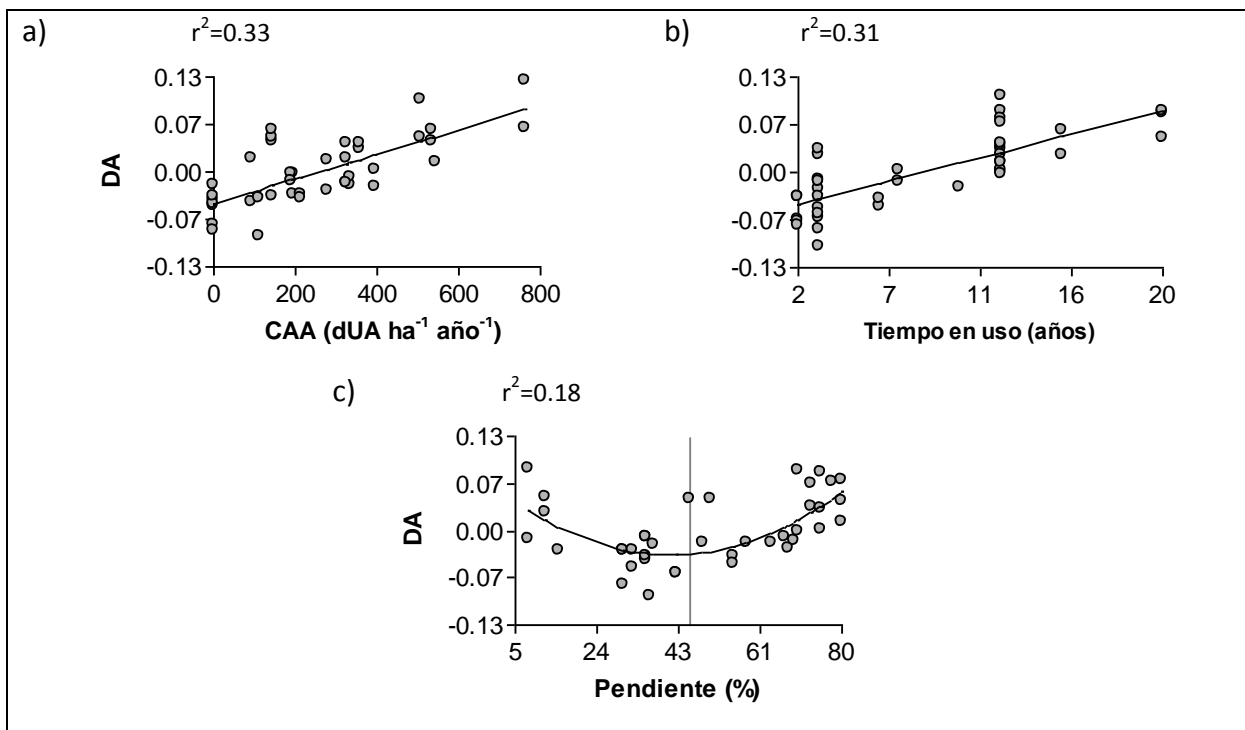 a)
r²=0.33
0.13
0.07
0.00
-0.07
-0.13
DA
0 200 400 600 800
CAA (dUA ha⁻¹ año⁻¹)
b)
r²=0.31
0.13
0.07
0.00
-0.07
-0.13
2 7 11 16 20
Tiempo en uso (años)
c)
r²=0.18
0.13
0.07
0.00
-0.07
-0.13
DA
5 24 43 61 80
Pendiente (%)